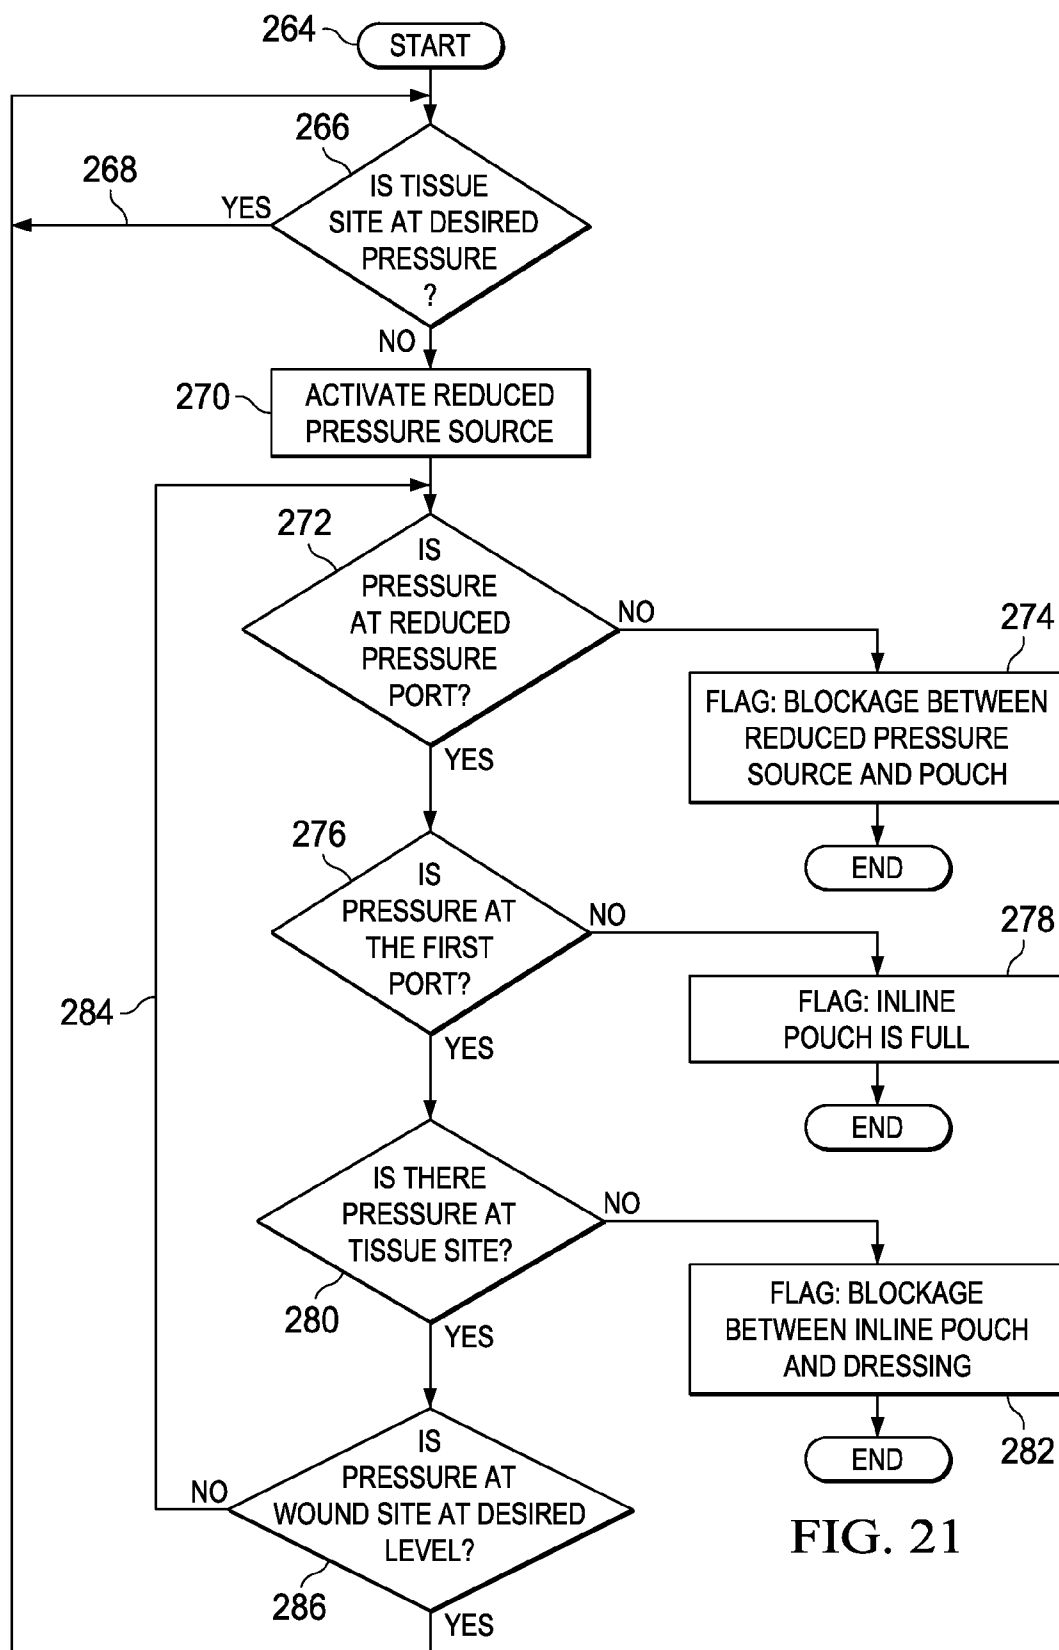 264
START
266
268
YES
IS TISSUE
SITE AT DESIRED
PRESSURE
?
NO
270
ACTIVATE REDUCED
PRESSURE SOURCE
272
IS
PRESSURE
AT REDUCED
PRESSURE
PORT?
NO
274
FLAG: BLOCKAGE BETWEEN
REDUCED PRESSURE
SOURCE AND POUCH
END
YES
276
IS
PRESSURE AT
THE FIRST
PORT?
NO
278
FLAG: INLINE
POUCH IS FULL
END
284
YES
IS THERE
PRESSURE AT
TISSUE SITE?
NO
280
FLAG: BLOCKAGE
BETWEEN INLINE POUCH
AND DRESSING
282
END
YES
IS
PRESSURE AT
WOUND SITE AT DESIRED
LEVEL?
NO
286
YES
FIG. 21